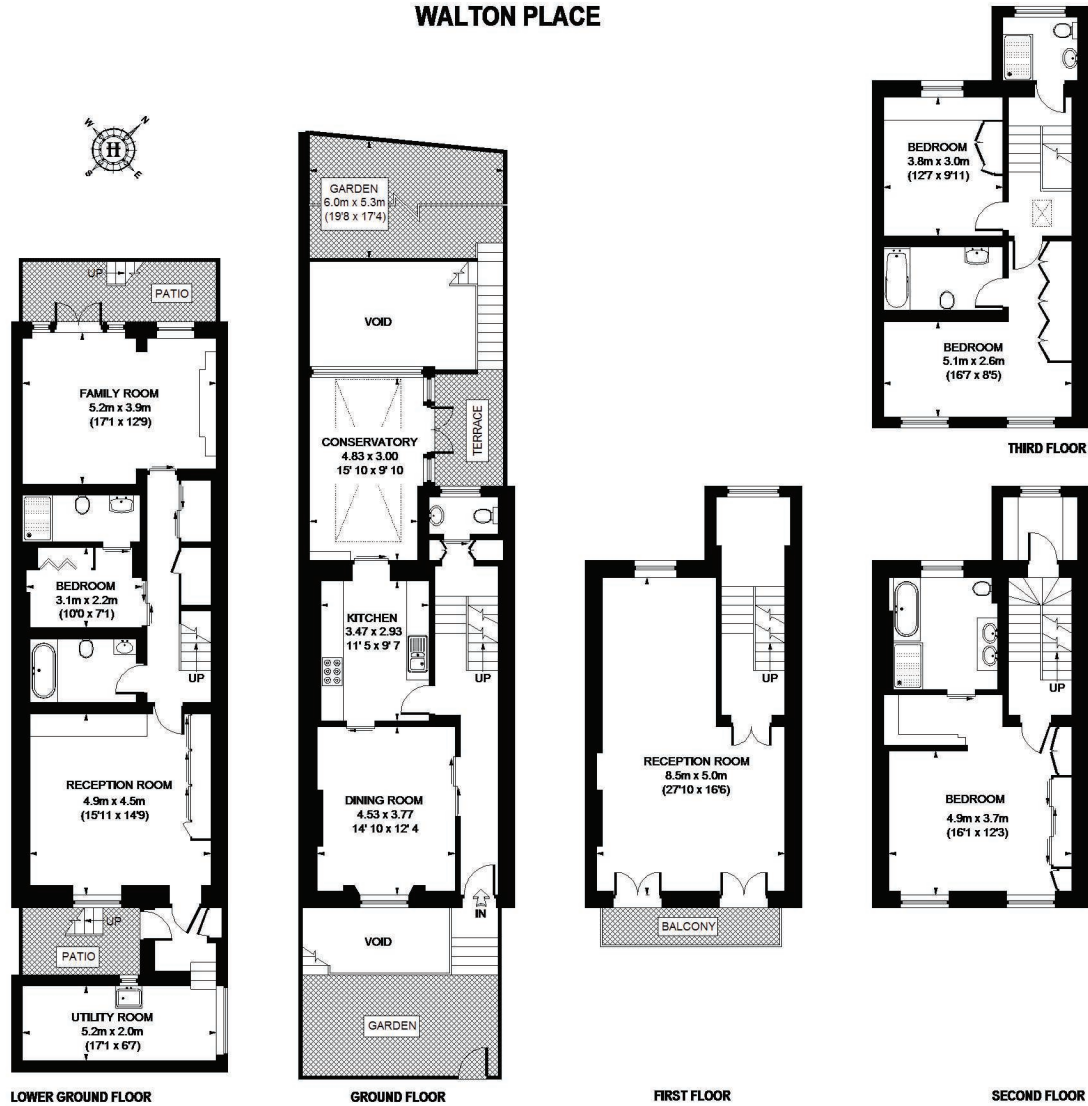 WALTON PLACE
W
N
H
S
E
UP
PATIO
FAMILY ROOM
5.2m x 3.9m
(17'1 x 12'9)
BEDROOM
3.1m x 2.2m
(10'0 x 7'1)
UP
RECEPTION ROOM
4.9m x 4.5m
(15'11 x 14'9)
UP
PATIO
UTILITY ROOM
5.2m x 2.0m
(17'1 x 6'7)
LOWER GROUND FLOOR
GARDEN
6.0m x 5.3m
(19'8 x 17'4)
VOID
CONSERVATORY
4.83 x 3.00
15' 10 x 9' 10
TERRACE
KITCHEN
3.47 x 2.93
11' 5 x 9' 7
UP
DINING ROOM
4.53 x 3.77
14' 10 x 12' 4
IN
VOID
GARDEN
GROUND FLOOR
UP
RECEPTION ROOM
8.5m x 5.0m
(27'10 x 16'6)
BALCONY
FIRST FLOOR
BEDROOM
3.8m x 3.0m
(12'7 x 9'11)
BEDROOM
5.1m x 2.6m
(16'7 x 8'5)
THIRD FLOOR
UP
BEDROOM
4.9m x 3.7m
(16'1 x 12'3)
SECOND FLOOR